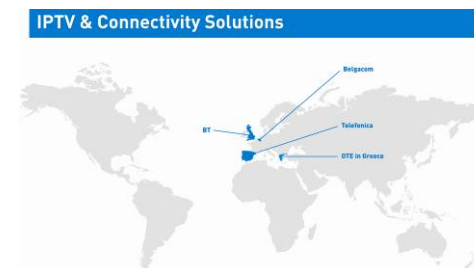 IPTV & Connectivity Solutions
Belgacom
BT
Telefonica
OTE in Greece